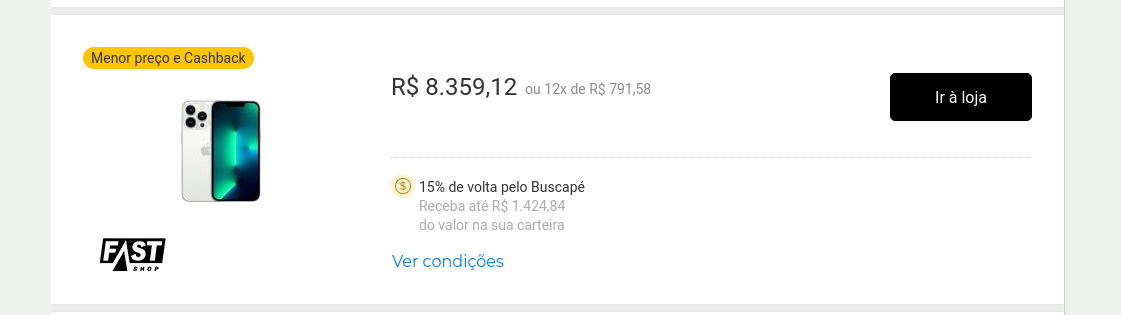 Menor preço e Cashback
R$ 8.359,12 ou 12x de R$ 791,58
Ir à loja
15% de volta pelo Buscapé
Receba até R$ 1.424,84
do valor na sua carteira
FAST
SHOP
Ver condições